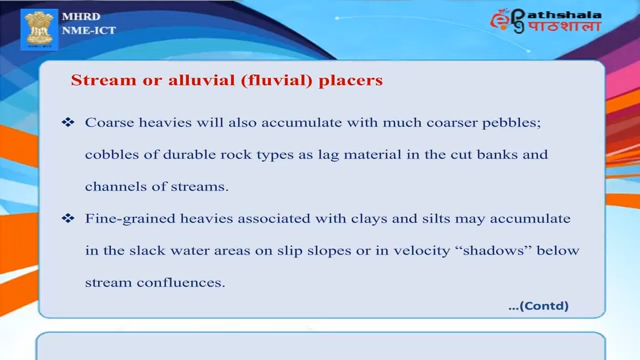 MHRD
NME-ICT
Pathshala
पाठशाला
Stream or alluvial (fluvial) placers
❖ Coarse heavies will also accumulate with much coarser pebbles;
cobbles of durable rock types as lag material in the cut banks and
channels of streams.
❖ Fine-grained heavies associated with clays and silts may accumulate
in the slack water areas on slip slopes or in velocity “shadows” below
stream confluences.
...(Contd)